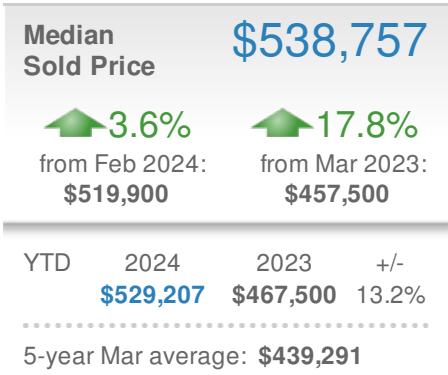 Median $538,757
Sold Price
3.6% 17.8%
from Feb 2024: from Mar 2023:
$519,900 $457,500
YTD 2024 2023 +/-
$529,207 $467,500 13.2%
5-year Mar average: $439,291